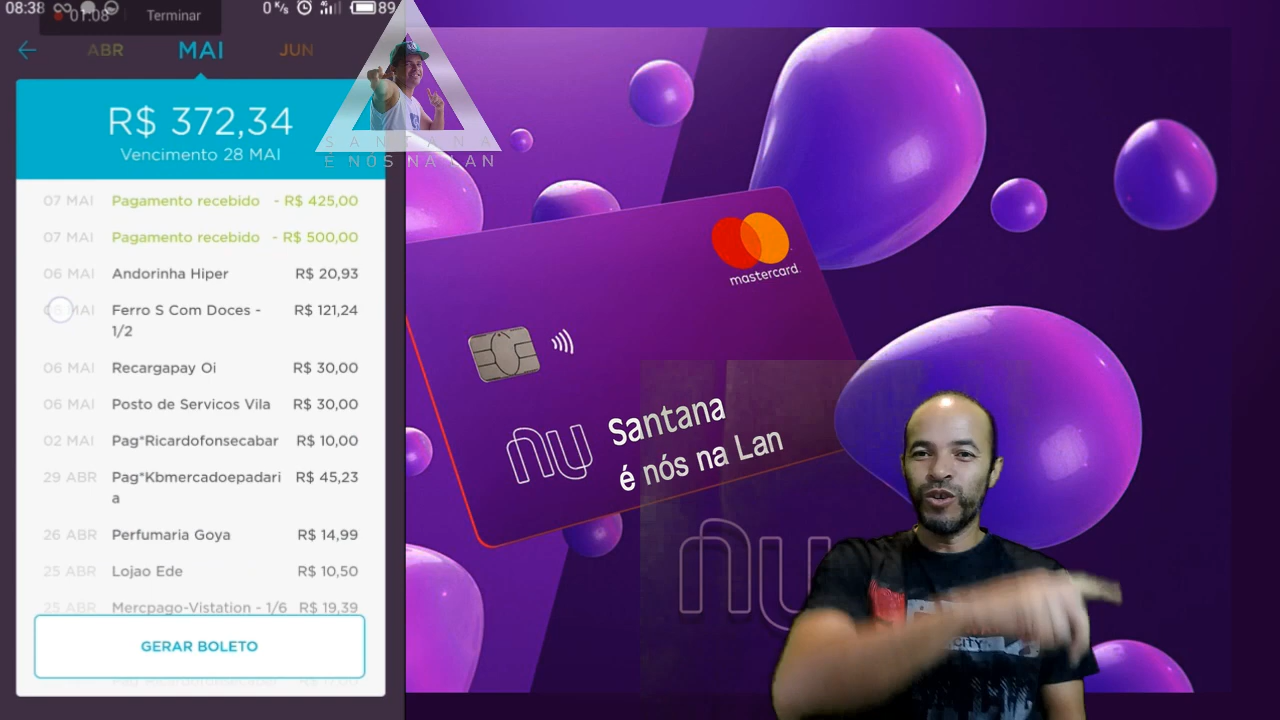 08:38
01:08
Terminar
0 K/s
89
ABR
MAI
JUN
R$ 372,34
Vencimento 28 MAI
07 MAI Pagamento recebido - R$ 425,00
07 MAI Pagamento recebido - R$ 500,00
06 MAI Andorinha Hiper R$ 20,93
MAI Ferro S Com Doces - R$ 121,24
1/2
06 MAI Recargapay Oi R$ 30,00
06 MAI Posto de Servicos Vila R$ 30,00
02 MAI Pag*Ricardofonsecabar R$ 10,00
29 ABR Pag*Kbmercadoepadari R$ 45,23
a
26 ABR Perfumaria Goya R$ 14,99
25 ABR Lojao Ede R$ 10,50
25 ABR Mercpago-Vistation - 1/6 R$ 19,39
GERAR BOLETO
SANTANA
É NÓS NA LAN
mastercard.
nu
Santana
é nós na Lan
nu
CITY